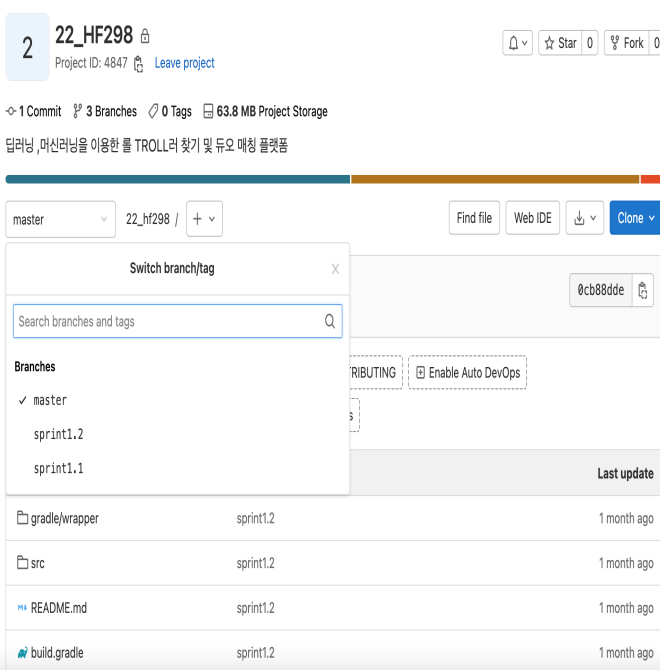 2
22_HF298
Project ID: 4847 Leave project
Star 0 Fork 0
1 Commit 3 Branches 0 Tags 63.8 MB Project Storage
딥러닝 ,머신러닝을 이용한 롤 TROLL러 찾기 및 듀오 매칭 플랫폼
master 22_hf298 / + Find file Web IDE Clone
Switch branch/tag X
0cb88dde
Search branches and tags
Branches
TRIBUTING Enable Auto DevOps
master
s
sprint1.2
sprint1.1
Last update
gradle/wrapper sprint1.2 1 month ago
src sprint1.2 1 month ago
README.md sprint1.2 1 month ago
build.gradle sprint1.2 1 month ago